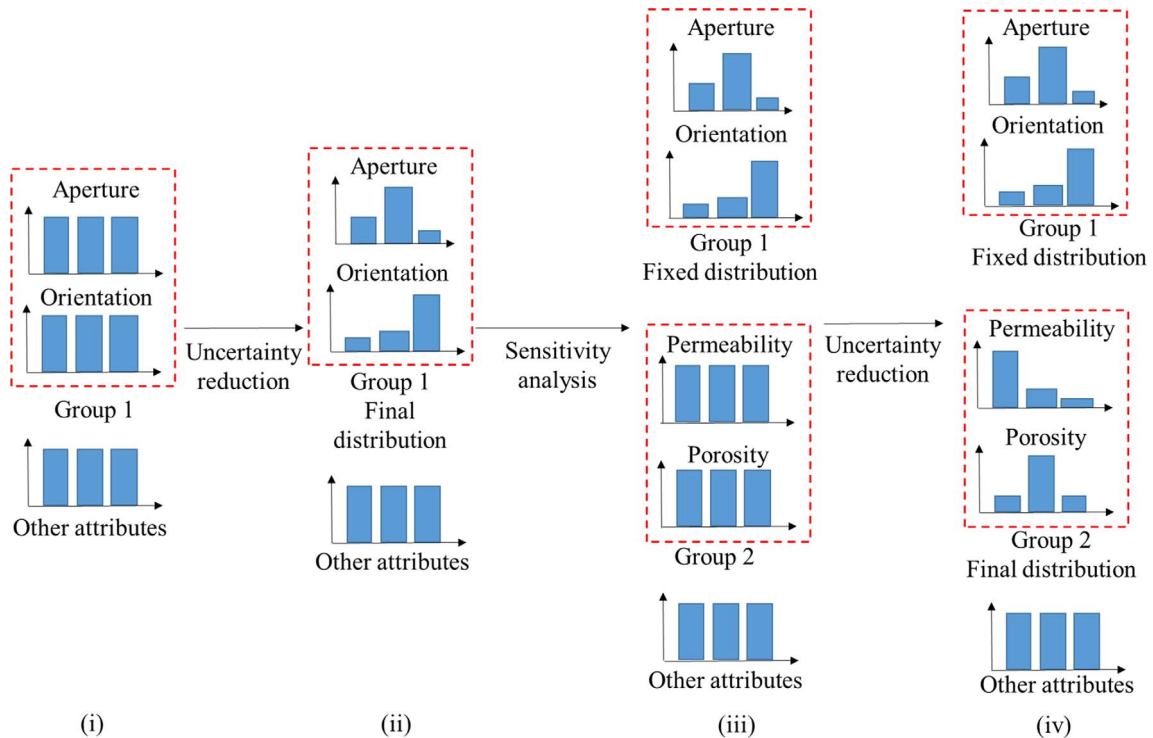 Aperture
Orientation
Group 1
Other attributes
(i)
Uncertainty
reduction
Aperture
Orientation
Group 1
Final
distribution
Other attributes
(ii)
Sensitivity
analysis
Aperture
Orientation
Group 1
Fixed distribution
Permeability
Porosity
Group 2
Other attributes
(iii)
Uncertainty
reduction
Aperture
Orientation
Group 1
Fixed distribution
Permeability
Porosity
Group 2
Final distribution
Other attributes
(iv)